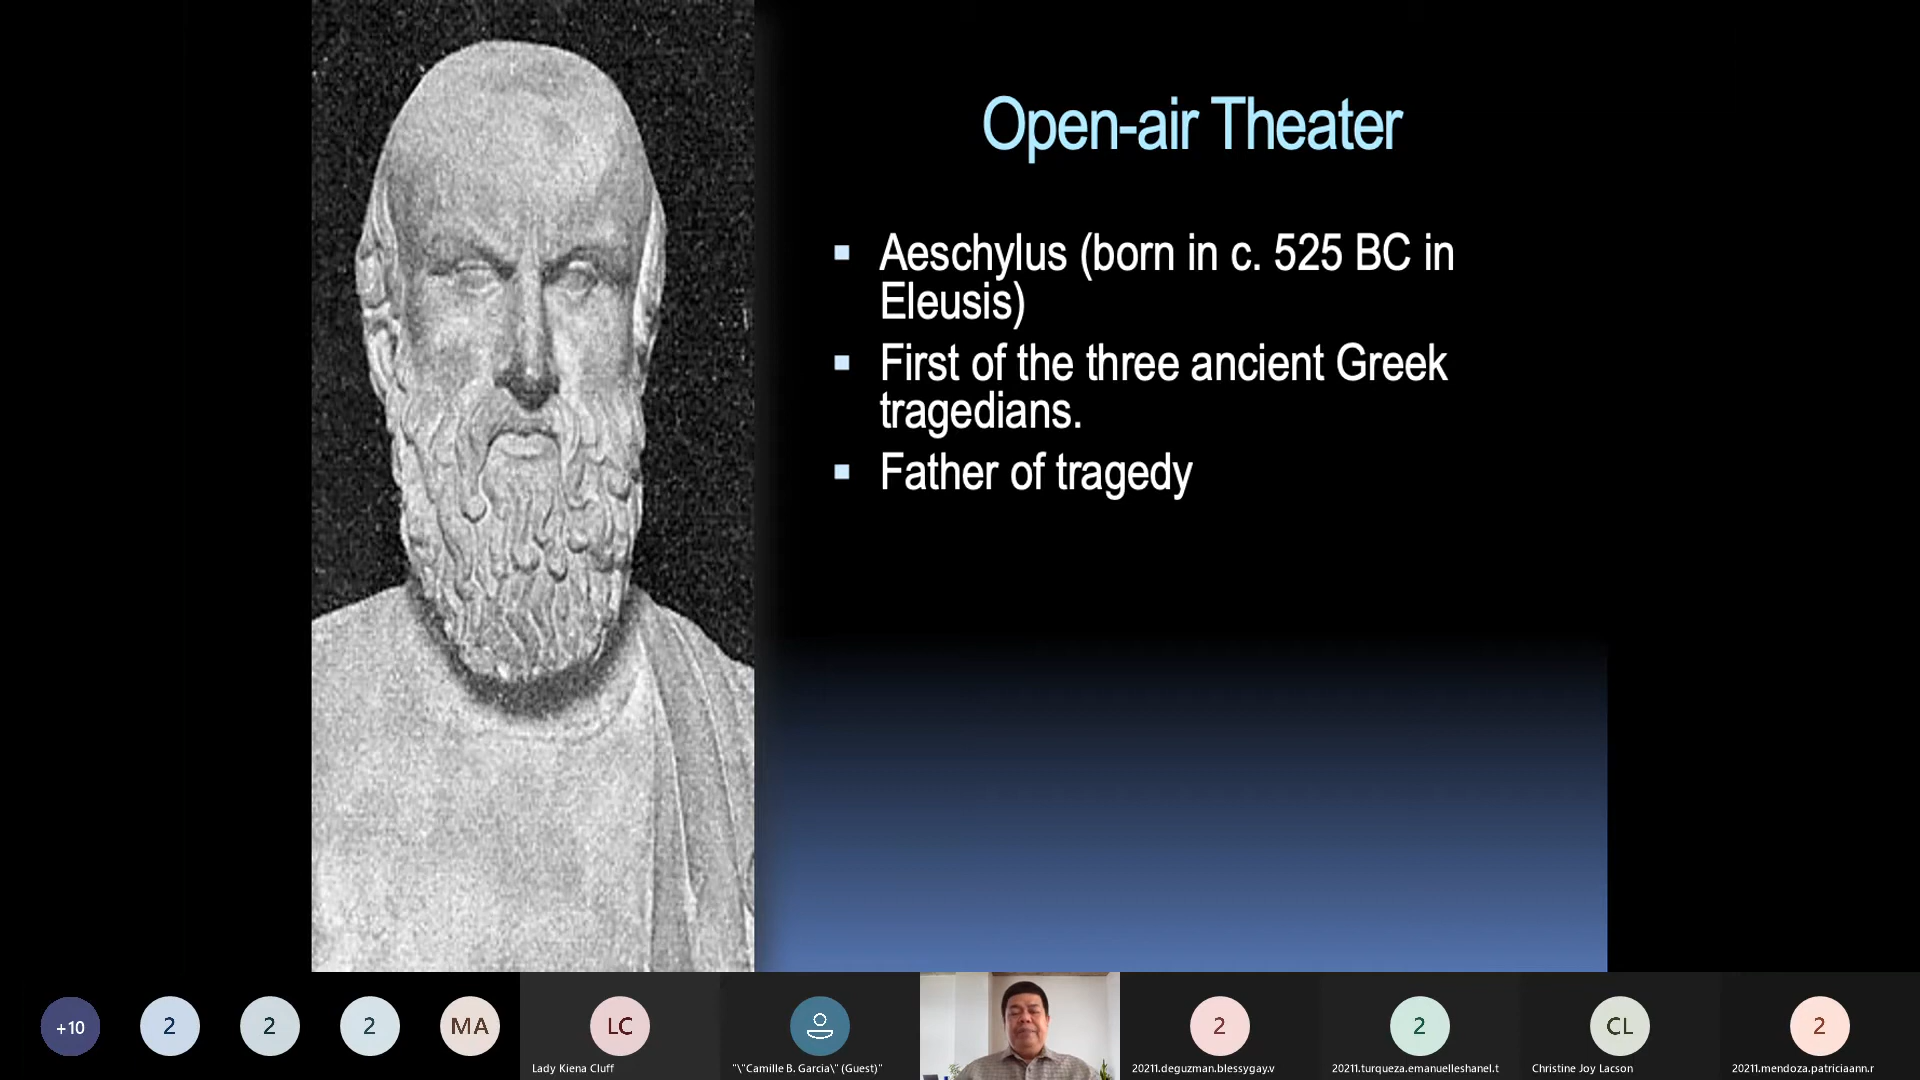 Open-air Theater
Aeschylus (born in c. 525 BC in
Eleusis)
First of the three ancient Greek
tragedians.
Father of tragedy
+10
2
2
2
MA
LC
2
2
CL
2
Lady Kiena Cluff
"\"Camille B. Garcia\" (Guest)"
20211.deguzman.blessygay.v
20211.turqueza.emanuelleshanel.t
Christine Joy Lacson
20211.mendoza.patriciaann.r